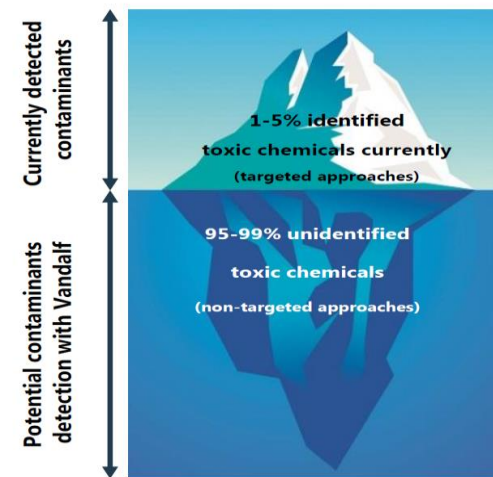 Currently detected
contaminants
1-5% identified
toxic chemicals currently
(targeted approaches)
Potential contaminants
detection with Vandalf
95-99% unidentified
toxic chemicals
(non-targeted approaches)